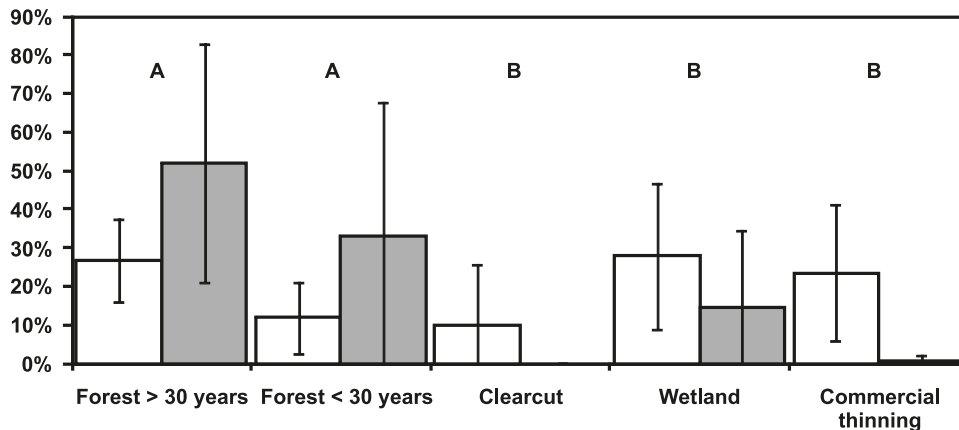 90%
80%
70%
60%
50%
40%
30%
20%
10%
0%
A
A
B
B
B
Forest > 30 years
Forest < 30 years
Clearcut
Wetland
Commercial
thinning